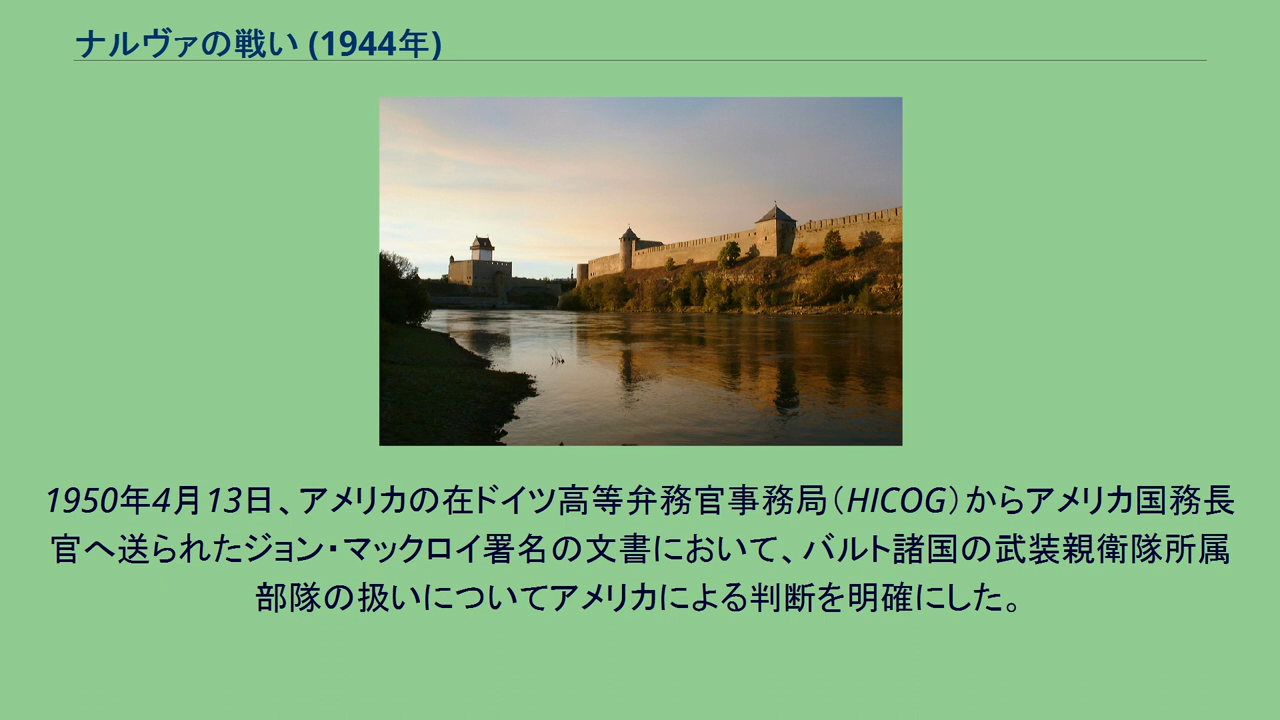 ナルヴァの戦い (1944年)
1950年4月13日、アメリカの在ドイツ高等弁務官事務局（HICOG）からアメリカ国務長
官へ送られたジョン・マックロイ署名の文書において、バルト諸国の武装親衛隊所属
部隊の扱いについてアメリカによる判断を明確にした。